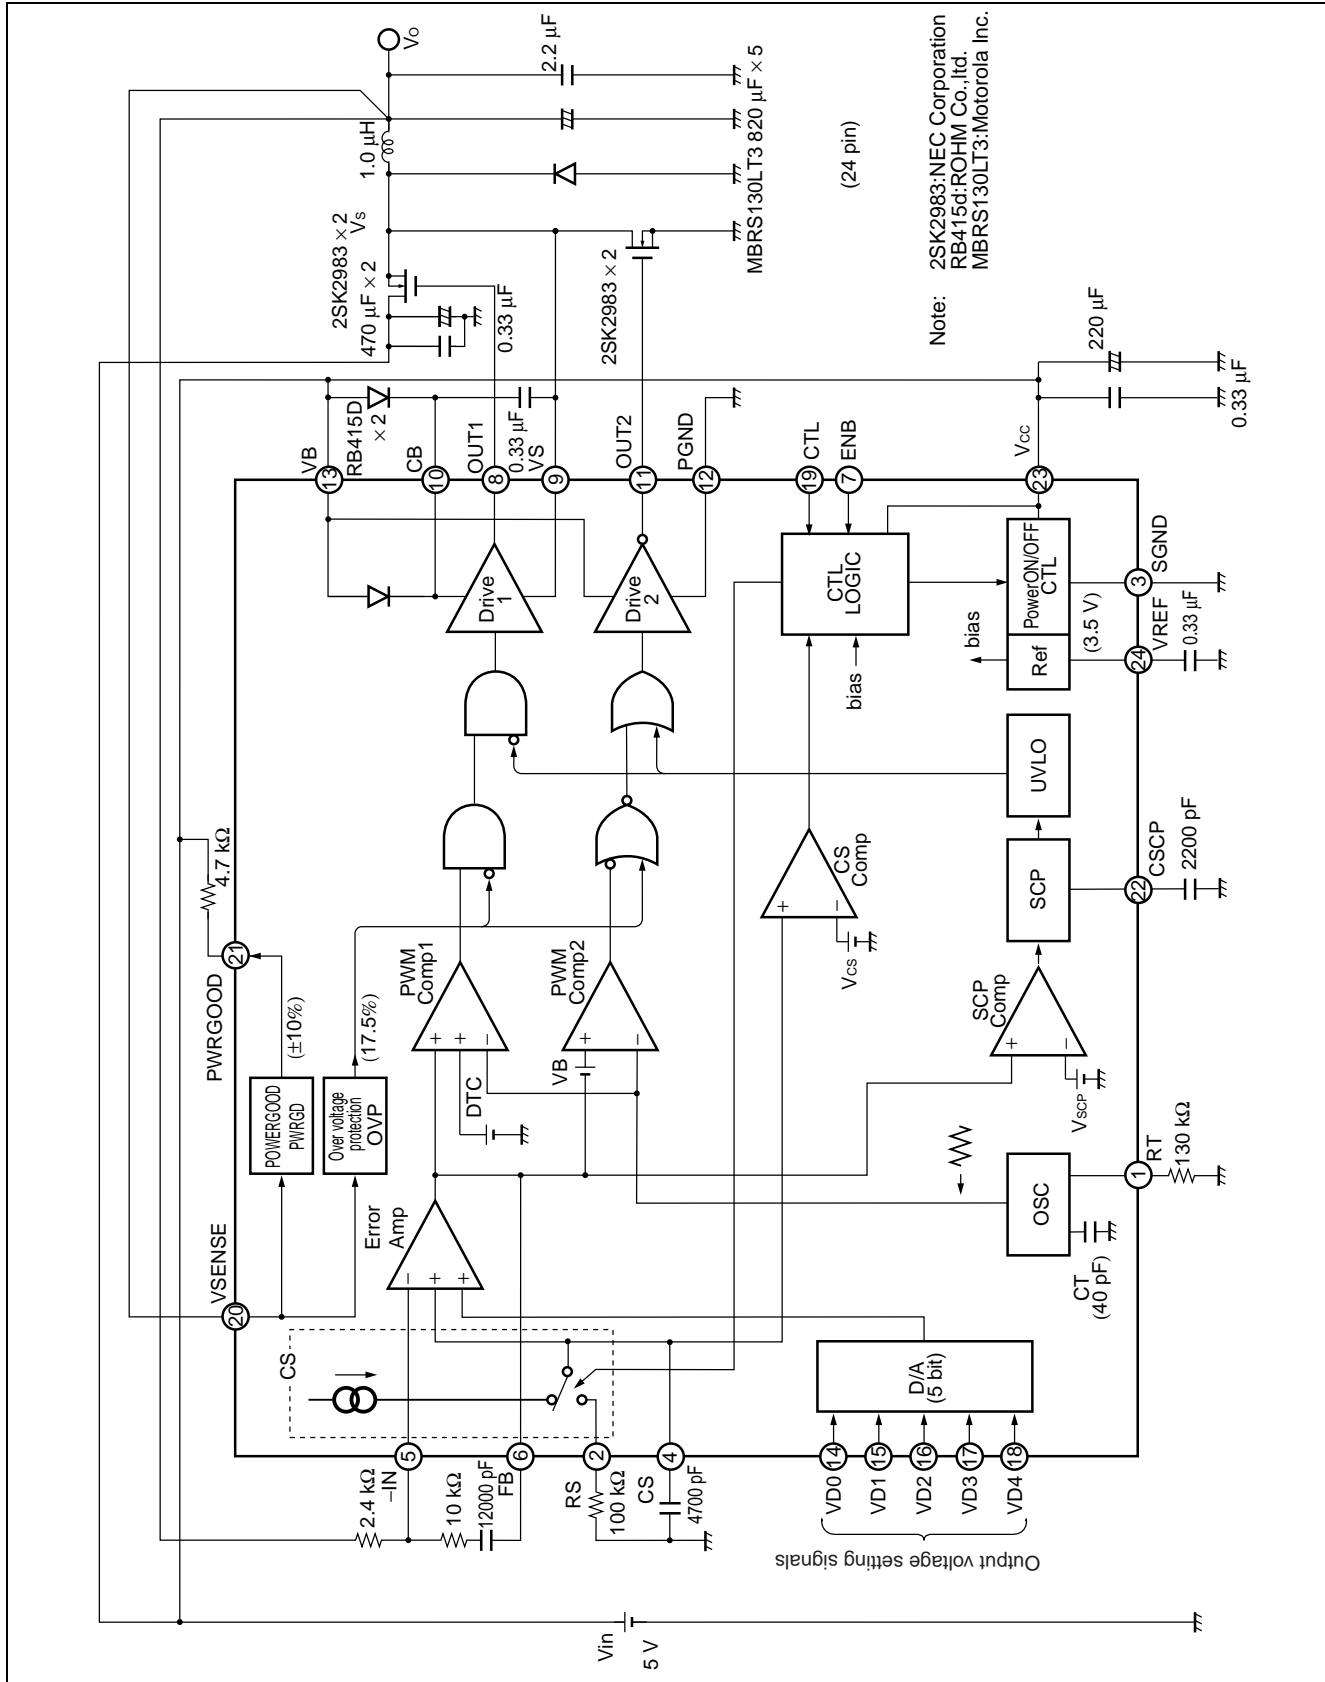 Vin
5 V
2.4 kΩ
−IN
5
10 kΩ
12000 pF
FB
6
RS
2
100 kΩ
CS
4
4700 pF
VD0
14
VD1
15
VD2
16
VD3
17
VD4
18
Output voltage setting signals
CS
VSENSE
20
Error
Amp
−
+
+
D/A
(5 bit)
POWERGOOD
PWRGD
(±10%)
Over voltage
protection
OVP
(17.5%)
PWRGOOD
21
4.7 kΩ
DTC
PWM
Comp1
+
+
−
VB
PWM
Comp2
+
−
CS
Comp
+
−
VCS
SCP
Comp
+
−
VSCP
OSC
CT
(40 pF)
1
RT
130 kΩ
SCP
22
CSCP
2200 pF
UVLO
Ref
bias
PowerON/OFF
CTL
(3.5 V)
24
VREF
0.33 µF
3
SGND
CTL
LOGIC
bias
Drive
1
Drive
2
VB
13
RB415D
× 2
CB
10
OUT1
8
0.33 µF
VS
9
OUT2
11
PGND
12
CTL
19
ENB
7
VCC
23
220 µF
0.33 µF
2SK2983 × 2
VS
470 µF × 2
0.33 µF
2SK2983 × 2
1.0 µH
VO
2.2 µF
820 µF × 5
MBRS130LT3
(24 pin)
Note:
2SK2983:NEC Corporation
RB415d:ROHM Co.,ltd.
MBRS130LT3:Motorola Inc.